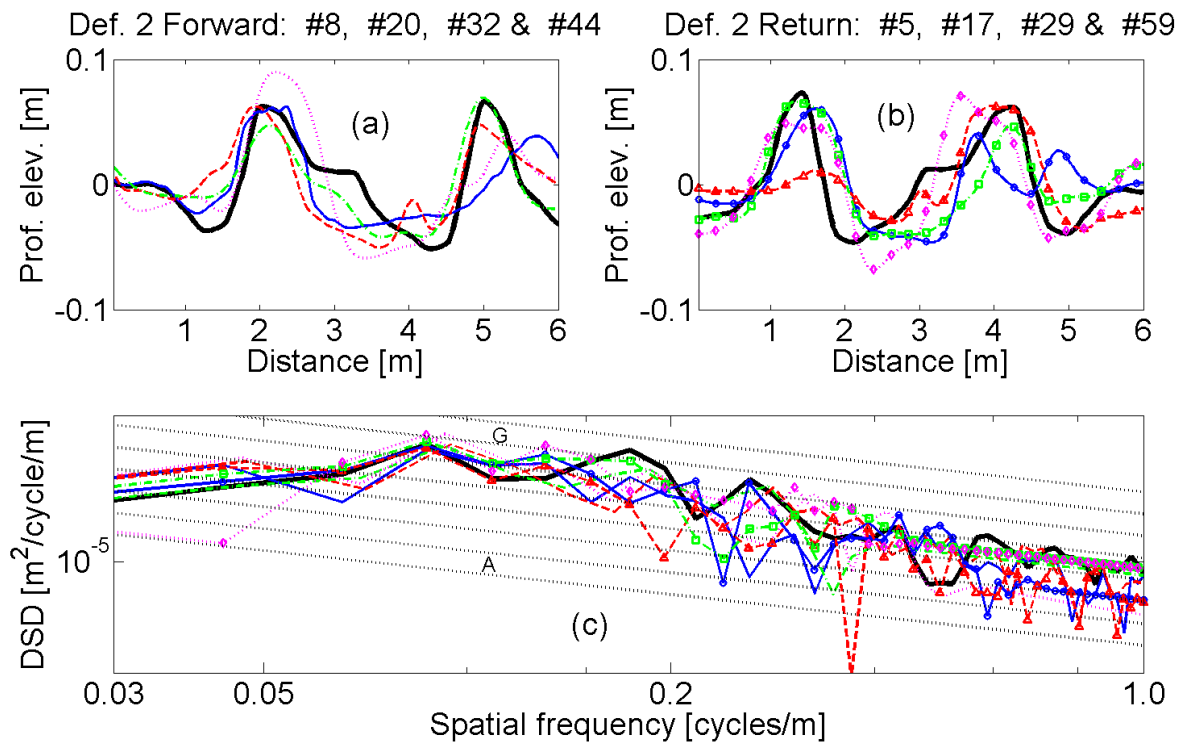 Def. 2 Forward: #8, #20, #32 & #44
Def. 2 Return: #5, #17, #29 & #59
0.1
0
-0.1
Prof. elev. [m]
(a)
1 2 3 4 5 6
Distance [m]
0.1
0
-0.1
Prof. elev. [m]
(b)
1 2 3 4 5 6
Distance [m]
DSD [m²/cycle/m]
10⁻⁵
G
A
(c)
0.03 0.05 0.2 1.0
Spatial frequency [cycles/m]